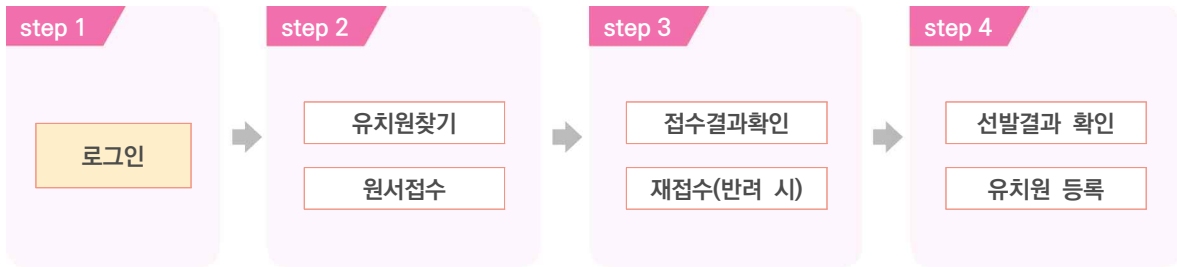 step 1
로그인
step 2
유치원찾기
원서접수
step 3
접수결과확인
재접수(반려 시)
step 4
선발결과 확인
유치원 등록